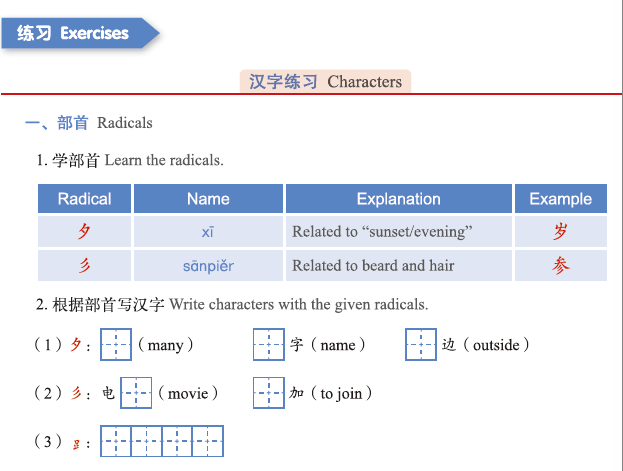 练习 Exercises
汉字练习 Characters
一、部首 Radicals
1. 学部首 Learn the radicals.
Radical Name Explanation Example
夕 xī Related to “sunset/evening” 岁
彡 sānpiěr Related to beard and hair 参
2. 根据部首写汉字 Write characters with the given radicals.
（1）夕： （many） 字（name） 边（outside）
（2）彡：电 （movie） 加（to join）
（3） ：